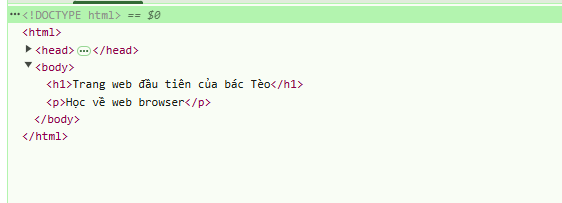 ···<!DOCTYPE html> == $0
<html>
▶<head>···</head>
▼<body>
<h1>Trang web đầu tiên của bác Tèo</h1>
<p>Học về web browser</p>
</body>
</html>